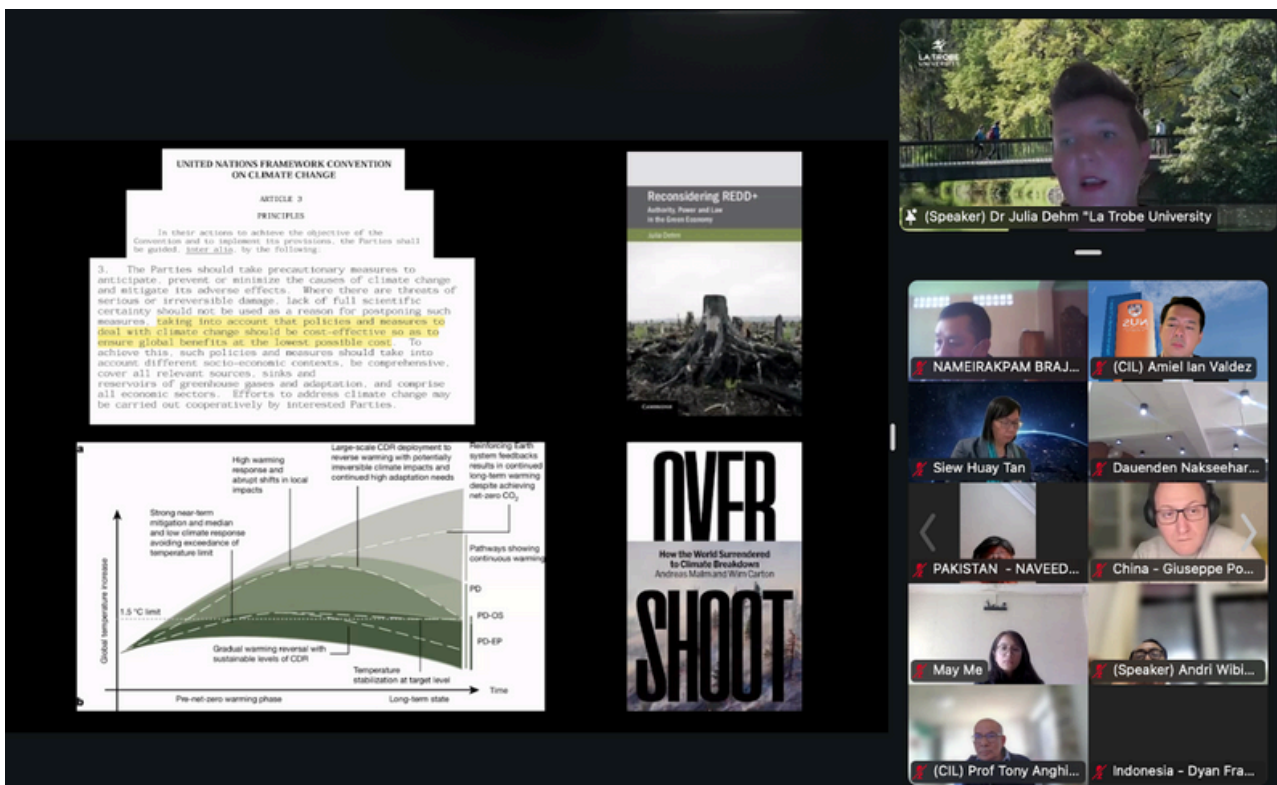 UNITED NATIONS FRAMEWORK CONVENTION
ON CLIMATE CHANGE
ARTICLE 3
PRINCIPLES
In their actions to achieve the objective of the
Convention and to implement its provisions, the Parties shall
be guided, inter alia, by the following:
3. The Parties should take precautionary measures to
anticipate, prevent or minimize the causes of climate change
and mitigate its adverse effects. Where there are threats of
serious or irreversible damage, lack of full scientific
certainty should not be used as a reason for postponing such
measures, taking into account that policies and measures to
deal with climate change should be cost-effective so as to
ensure global benefits at the lowest possible cost. To
achieve this, such policies and measures should take into
account different socio-economic contexts, be comprehensive,
cover all relevant sources, sinks and
reservoirs of greenhouse gases and adaptation, and comprise
all economic sectors. Efforts to address climate change may
be carried out cooperatively by interested Parties.
Reconsidering REDD+
Authority, Power and Law
in the Green Economy
Julia Dehm
CAMBRIDGE
a
High warming
response and
abrupt shifts in local
impacts
Large-scale CDR deployment to
reverse warming with potentially
irreversible climate impacts and
continued high adaptation needs
Reinforcing Earth
system feedbacks
results in continued
long-term warming
despite achieving
net-zero CO₂
Strong near-term
mitigation and median
and low climate response
avoiding exceedance of
temperature limit
Pathways showing
continuous warming
PD
PD-OS
PD-EP
1.5 °C limit
Global temperature increase
Gradual warming reversal with
sustainable levels of CDR
Temperature
stabilization at target level
Time
Pre-net-zero warming phase
Long-term state
b
OVER
How the World Surrendered
to Climate Breakdown
Andreas Malm and Wim Carton
SHOOT
LA TROBE
UNIVERSITY
(Speaker) Dr Julia Dehm "La Trobe University
NAMEIRAKPAM BRAJ...
NUS
(CIL) Amiel Ian Valdez
Siew Huay Tan
Dauenden Nakseehar...
PAKISTAN - NAVEED...
China - Giuseppe Po...
May Me
(Speaker) Andri Wibi...
(CIL) Prof Tony Anghi...
Indonesia - Dyan Fra...